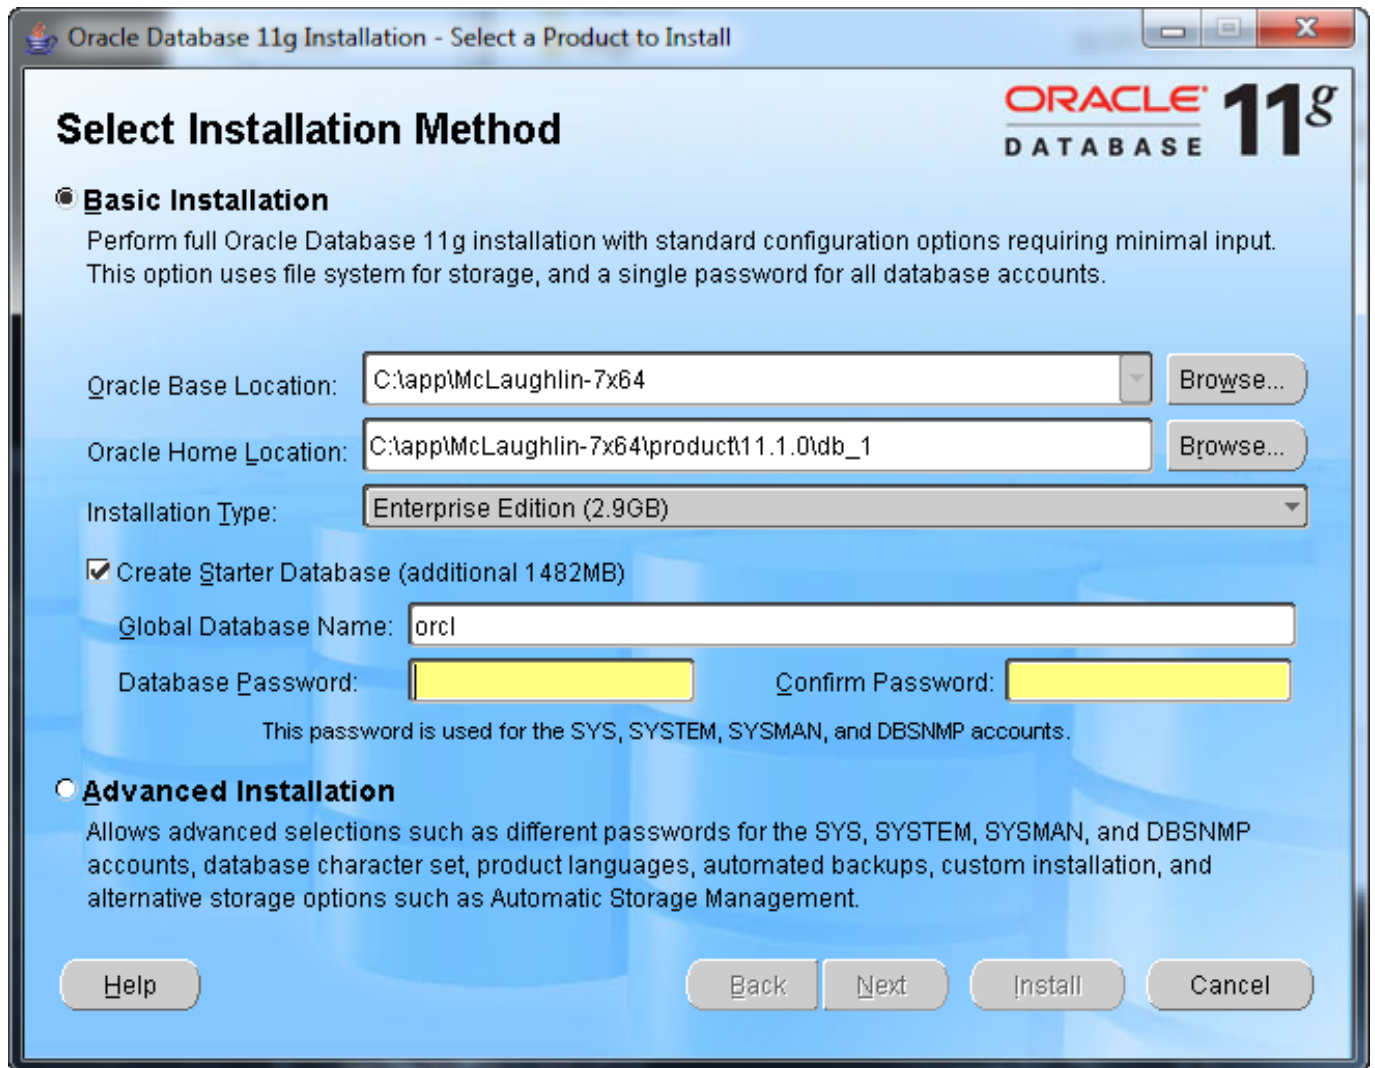 Oracle Database 11g Installation - Select a Product to Install
Select Installation Method
ORACLE 11g
DATABASE
Basic Installation
Perform full Oracle Database 11g installation with standard configuration options requiring minimal input.
This option uses file system for storage, and a single password for all database accounts.
Oracle Base Location: C:\app\McLaughlin-7x64 Browse...
Oracle Home Location: C:\app\McLaughlin-7x64\product\11.1.0\db_1 Browse...
Installation Type: Enterprise Edition (2.9GB)
Create Starter Database (additional 1482MB)
Global Database Name: orcl
Database Password: Confirm Password:
This password is used for the SYS, SYSTEM, SYSMAN, and DBSNMP accounts.
Advanced Installation
Allows advanced selections such as different passwords for the SYS, SYSTEM, SYSMAN, and DBSNMP
accounts, database character set, product languages, automated backups, custom installation, and
alternative storage options such as Automatic Storage Management.
Help Back Next Install Cancel